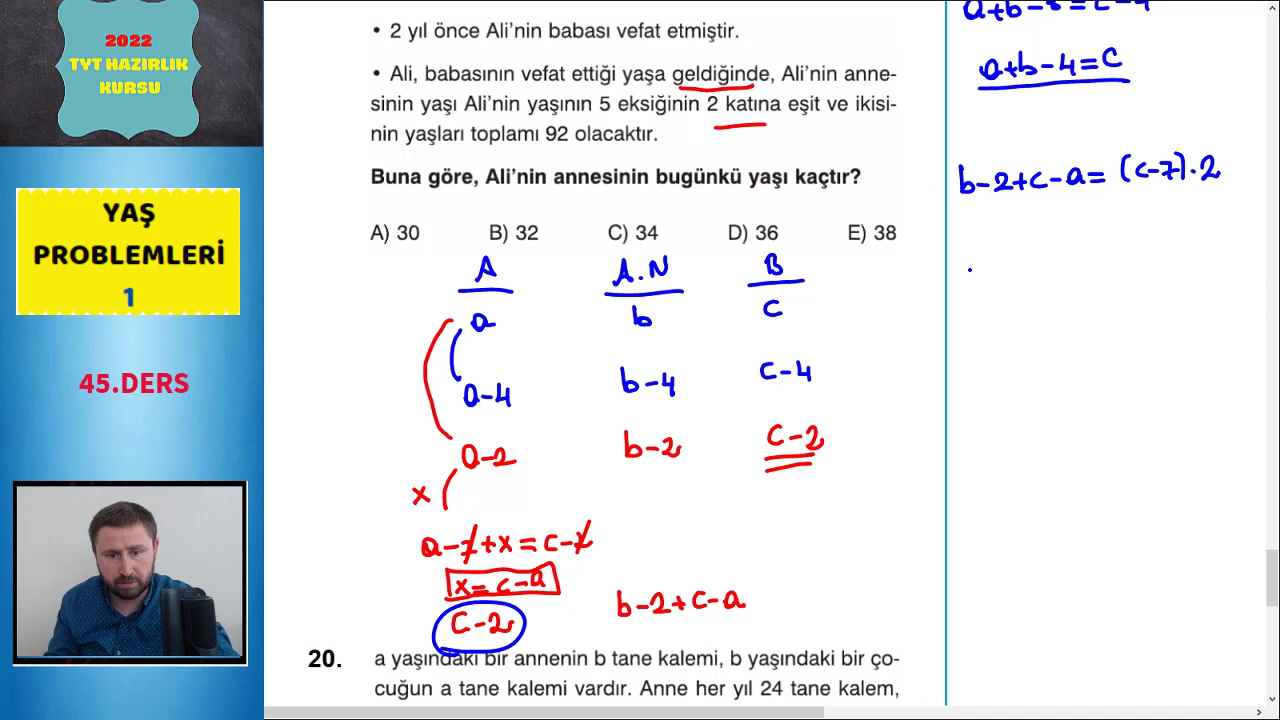 2022
TYT HAZIRLIK
KURSU
YAŞ
PROBLEMLERİ
1
45.DERS
• 2 yıl önce Ali’nin babası vefat etmiştir.
• Ali, babasının vefat ettiği yaşa geldiğinde, Ali’nin anne-
sinin yaşı Ali’nin yaşının 5 eksiğinin 2 katına eşit ve ikisi-
nin yaşları toplamı 92 olacaktır.
Buna göre, Ali’nin annesinin bugünkü yaşı kaçtır?
A) 30 B) 32 C) 34 D) 36 E) 38
A A.N B
a b c
a-4 b-4 c-4
a-2 b-2 c-2
x
a-2+x=c-2
x=c-a
c-2 b-2+c-a
20. a yaşındaki bir annenin b tane kalemi, b yaşındaki bir ço-
cuğun a tane kalemi vardır. Anne her yıl 24 tane kalem,
a+b-4=c
b-2+c-a=(c-7).2